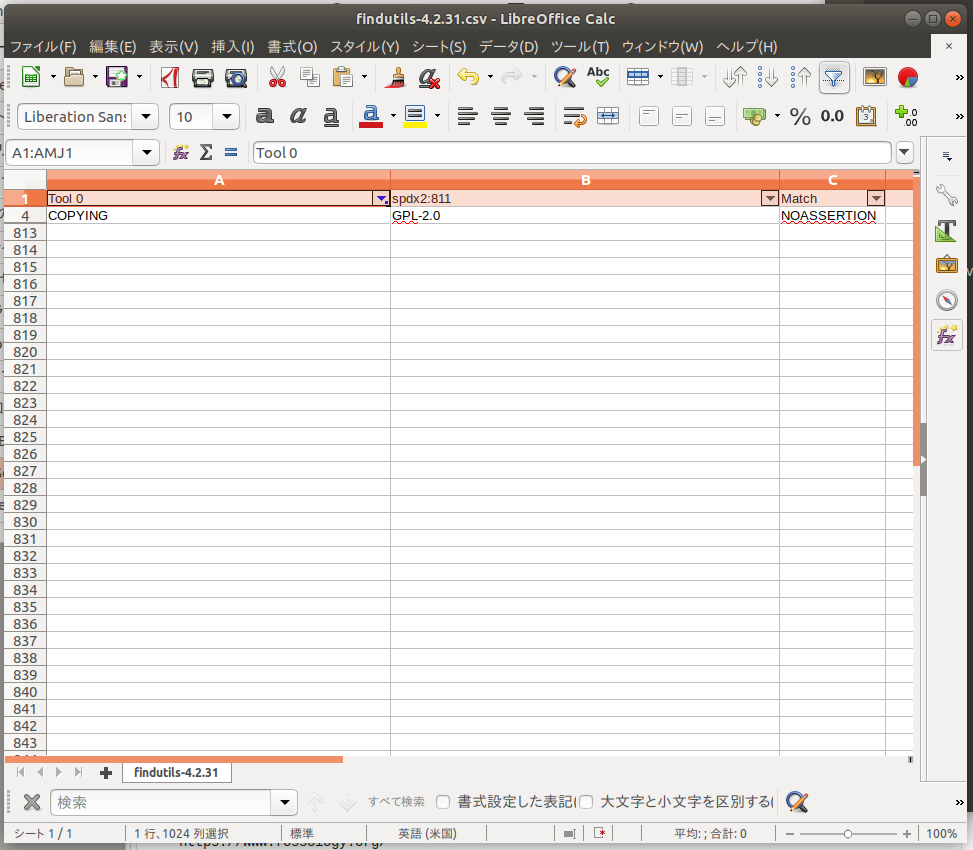 findutils-4.2.31.csv - LibreOffice Calc
ファイル(F) 編集(E) 表示(V) 挿入(I) 書式(O) スタイル(Y) シート(S) データ(D) ツール(T) ウィンドウ(W) ヘルプ(H)
Abc
Liberation Sans 10 a a a a % 0.0
A1:AMJ1 Tool 0
A B C
1 Tool 0 spdx2:811 Match
4 COPYING GPL-2.0 NOASSERTION
813
814
815
816
817
818
819
820
821
822
823
824
825
826
827
828
829
830
831
832
833
834
835
836
837
838
839
840
841
842
843
findutils-4.2.31
検索 すべて検索 書式設定した表記( 大文字と小文字を区別する(
シート 1 / 1 1 行、1024 列選択 標準 英語 (米国) 平均: ; 合計: 0 100%